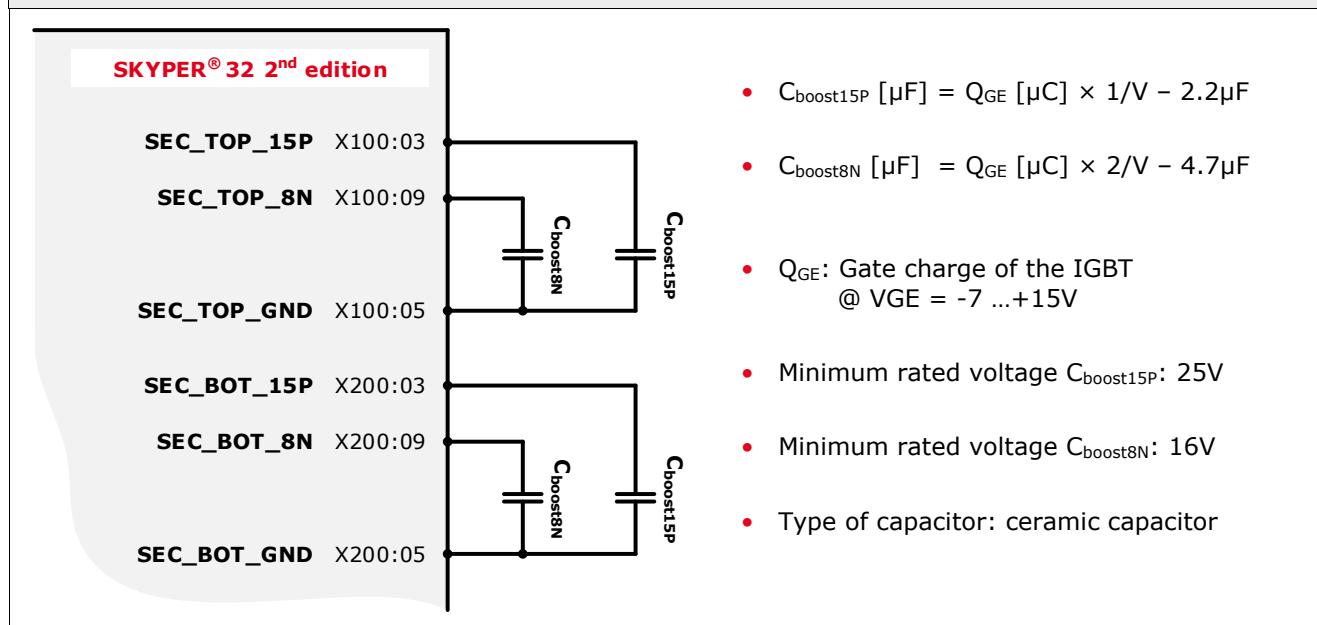 SKYPER® 32 2nd edition
SEC_TOP_15P X100:03
SEC_TOP_8N X100:09
Cboost8N
Cboost15P
SEC_TOP_GND X100:05
SEC_BOT_15P X200:03
SEC_BOT_8N X200:09
Cboost8N
Cboost15P
SEC_BOT_GND X200:05
• Cboost15P [µF] = QGE [µC] × 1/V – 2.2µF
• Cboost8N [µF] = QGE [µC] × 2/V – 4.7µF
• QGE: Gate charge of the IGBT
@ VGE = -7 ...+15V
• Minimum rated voltage Cboost15P: 25V
• Minimum rated voltage Cboost8N: 16V
• Type of capacitor: ceramic capacitor